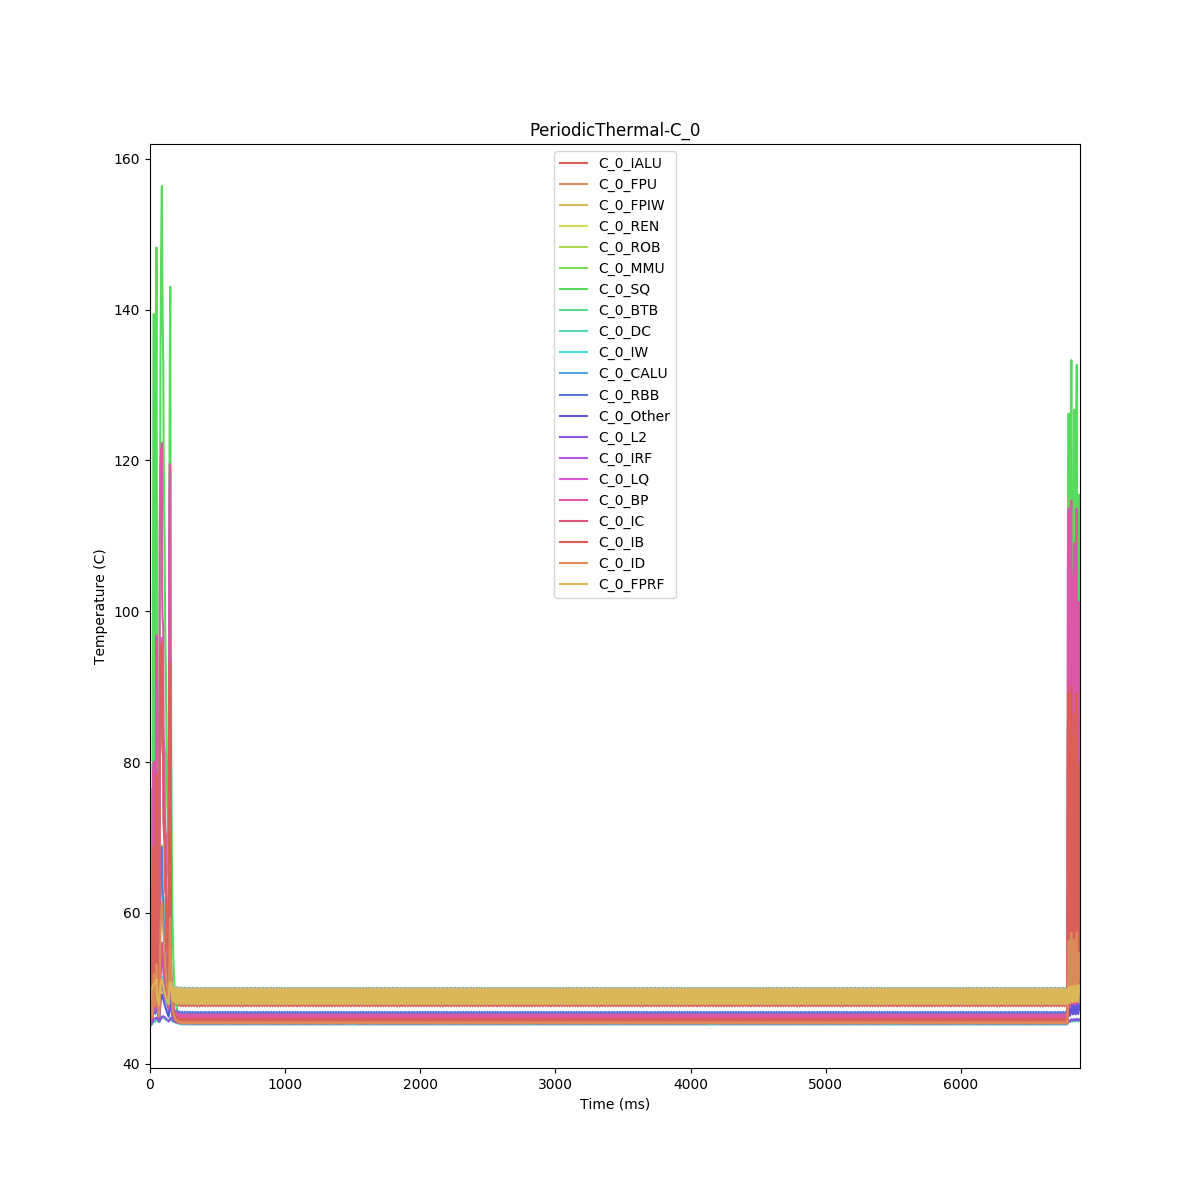 PeriodicThermal-C_0
160
140
120
100
80
60
40
Temperature (C)
C_0_IALU
C_0_FPU
C_0_FPIW
C_0_REN
C_0_ROB
C_0_MMU
C_0_SQ
C_0_BTB
C_0_DC
C_0_IW
C_0_CALU
C_0_RBB
C_0_Other
C_0_L2
C_0_IRF
C_0_LQ
C_0_BP
C_0_IC
C_0_IB
C_0_ID
C_0_FPRF
0 1000 2000 3000 4000 5000 6000
Time (ms)